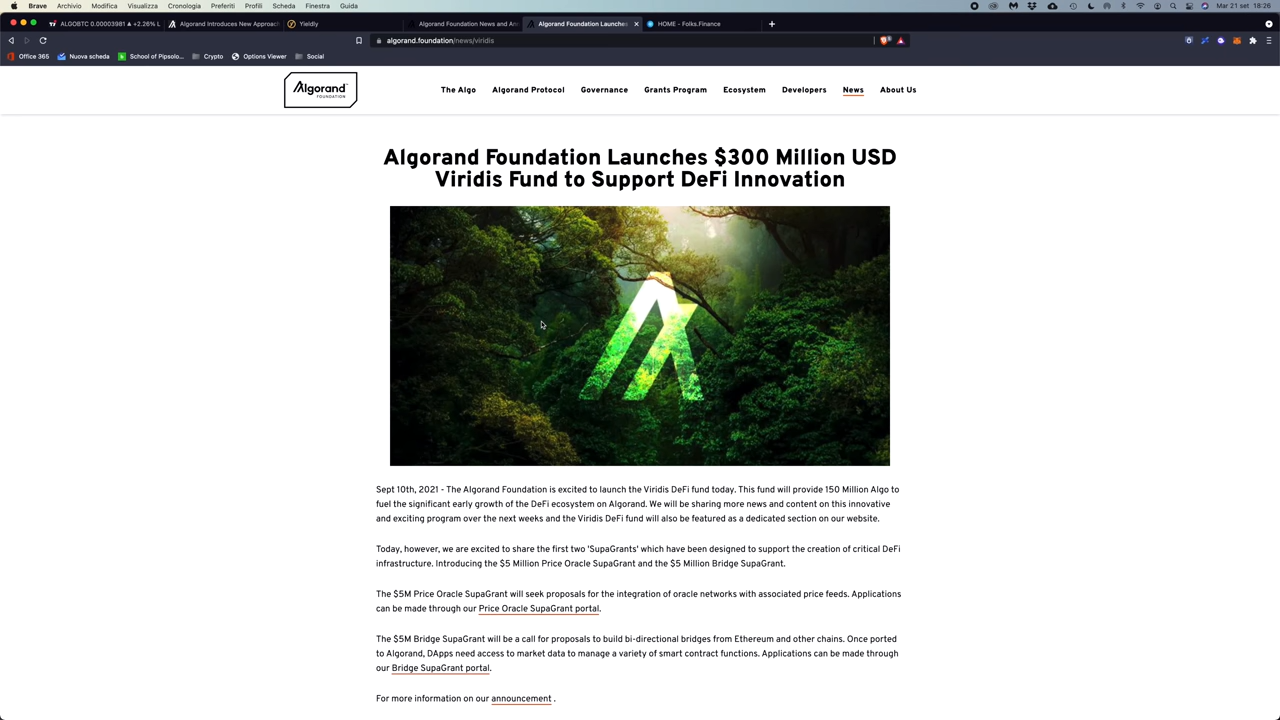 Brave Archivio Modifica Visualizza Cronologia Preferiti Profili Scheda Finestra Guida Mar 21 set 18:26
ALGOBTC 0.00003981 ▲ +2.26% L Algorand Introduces New Approach Yieldly Algorand Foundation News and An Algorand Foundation Launches HOME - Folks.Finance
algorand.foundation/news/viridis
Office 365 Nuova scheda School of Pipsolo... Crypto Options Viewer Social
Algorand
FOUNDATION
The Algo Algorand Protocol Governance Grants Program Ecosystem Developers News About Us
Algorand Foundation Launches $300 Million USD
Viridis Fund to Support DeFi Innovation
Sept 10th, 2021 - The Algorand Foundation is excited to launch the Viridis DeFi fund today. This fund will provide 150 Million Algo to
fuel the significant early growth of the DeFi ecosystem on Algorand. We will be sharing more news and content on this innovative
and exciting program over the next weeks and the Viridis DeFi fund will also be featured as a dedicated section on our website.
Today, however, we are excited to share the first two 'SupaGrants' which have been designed to support the creation of critical DeFi
infrastructure. Introducing the $5 Million Price Oracle SupaGrant and the $5 Million Bridge SupaGrant.
The $5M Price Oracle SupaGrant will seek proposals for the integration of oracle networks with associated price feeds. Applications
can be made through our Price Oracle SupaGrant portal.
The $5M Bridge SupaGrant will be a call for proposals to build bi-directional bridges from Ethereum and other chains. Once ported
to Algorand, DApps need access to market data to manage a variety of smart contract functions. Applications can be made through
our Bridge SupaGrant portal.
For more information on our announcement .